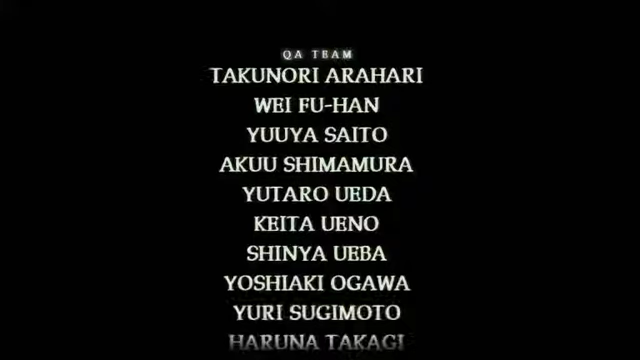 QA TEAM
TAKUNORI ARAHARI
WEI FU-HAN
YUUYA SAITO
AKUU SHIMAMURA
YUTARO UEDA
KEITA UENO
SHINYA UEBA
YOSHIAKI OGAWA
YURI SUGIMOTO
HARUNA TAKAGI